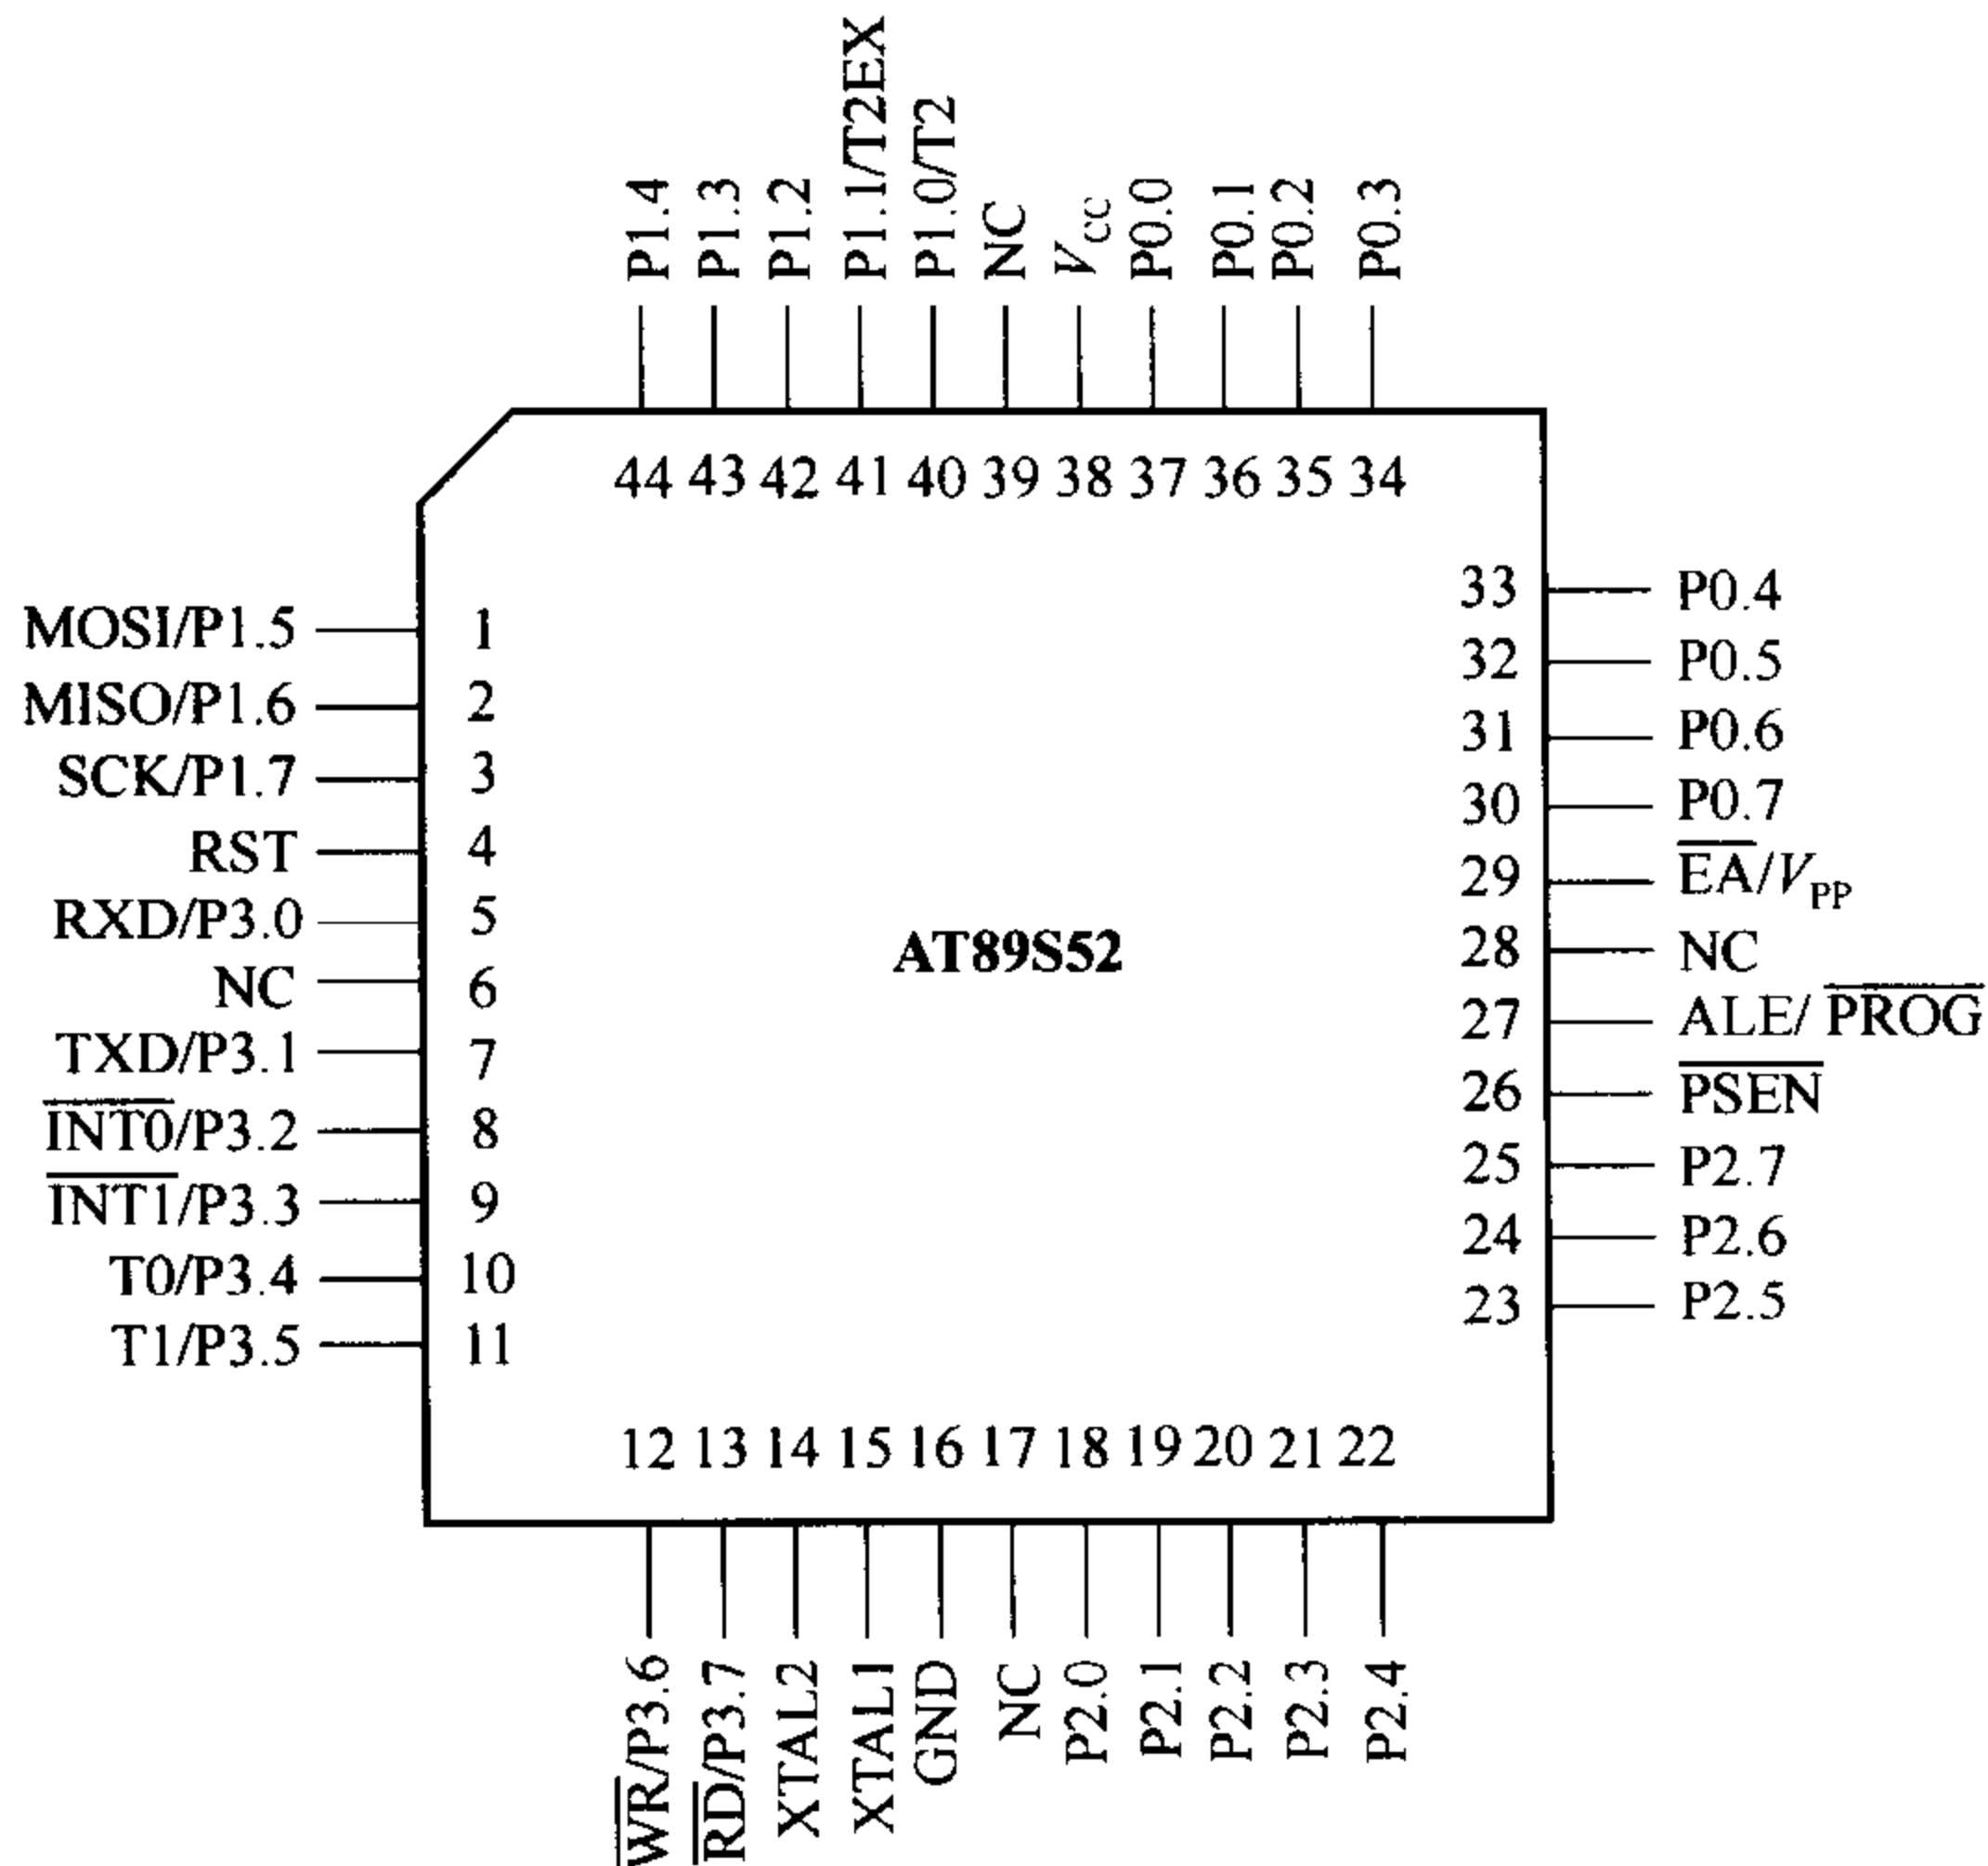 P1.4
P1.3
P1.2
P1.1/T2EX
P1.0/T2
NC
VCC
P0.0
P0.1
P0.2
P0.3
44 43 42 41 40 39 38 37 36 35 34
MOSI/P1.5 1
MISO/P1.6 2
SCK/P1.7 3
RST 4
RXD/P3.0 5
NC 6
TXD/P3.1 7
INT0/P3.2 8
INT1/P3.3 9
T0/P3.4 10
T1/P3.5 11
AT89S52
33 P0.4
32 P0.5
31 P0.6
30 P0.7
29 EA/VPP
28 NC
27 ALE/ PROG
26 PSEN
25 P2.7
24 P2.6
23 P2.5
12 13 14 15 16 17 18 19 20 21 22
WR/P3.6
RD/P3.7
XTAL2
XTAL1
GND
NC
P2.0
P2.1
P2.2
P2.3
P2.4